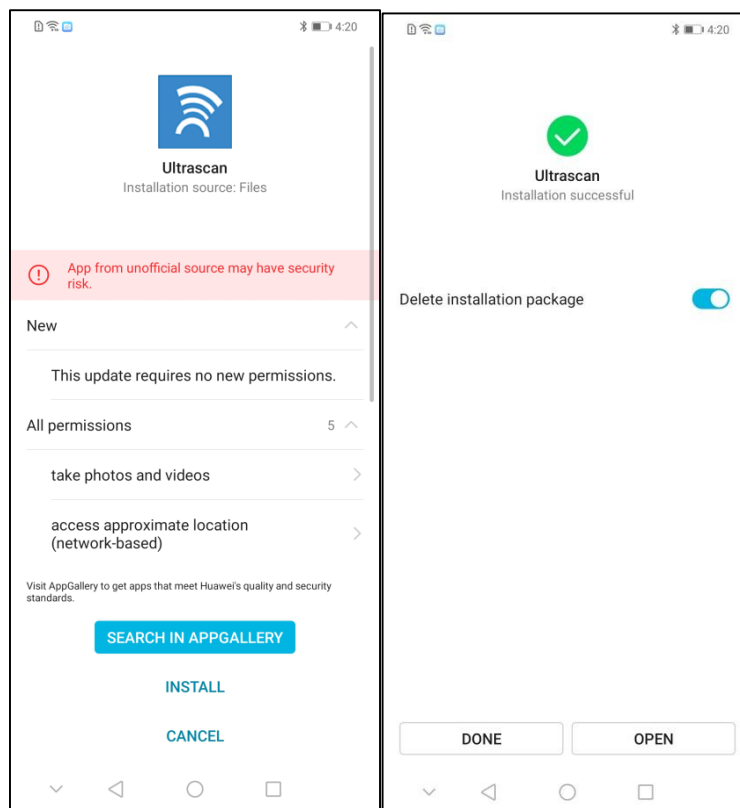 4:20
Ultrascan
Installation source: Files
App from unofficial source may have security
risk.
New
This update requires no new permissions.
All permissions 5
take photos and videos
access approximate location
(network-based)
Visit AppGallery to get apps that meet Huawei's quality and security
standards.
SEARCH IN APPGALLERY
INSTALL
CANCEL
4:20
Ultrascan
Installation successful
Delete installation package
DONE OPEN